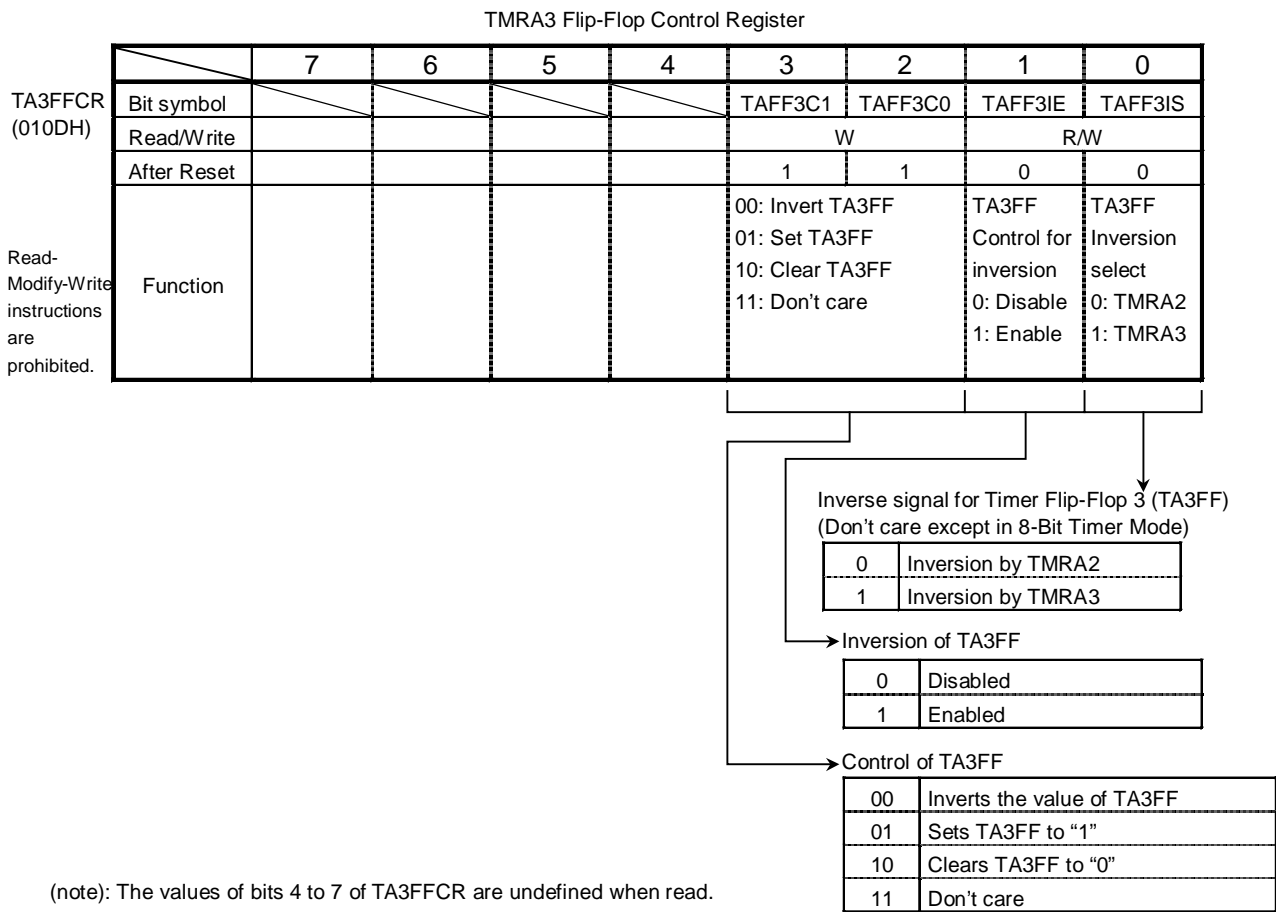 TMRA3 Flip-Flop Control Register
7 6 5 4 3 2 1 0
TA3FFCR
(010DH)
Bit symbol TAFF3C1 TAFF3C0 TAFF3IE TAFF3IS
Read/Write W R/W
After Reset 1 1 0 0
Read-
Modify-Write
instructions
are
prohibited.
Function
00: Invert TA3FF
01: Set TA3FF
10: Clear TA3FF
11: Don't care
TA3FF
Control for
inversion
0: Disable
1: Enable
TA3FF
Inversion
select
0: TMRA2
1: TMRA3
Inverse signal for Timer Flip-Flop 3 (TA3FF)
(Don't care except in 8-Bit Timer Mode)
0 Inversion by TMRA2
1 Inversion by TMRA3
Inversion of TA3FF
0 Disabled
1 Enabled
Control of TA3FF
00 Inverts the value of TA3FF
01 Sets TA3FF to “1”
10 Clears TA3FF to “0”
11 Don't care
(note): The values of bits 4 to 7 of TA3FFCR are undefined when read.